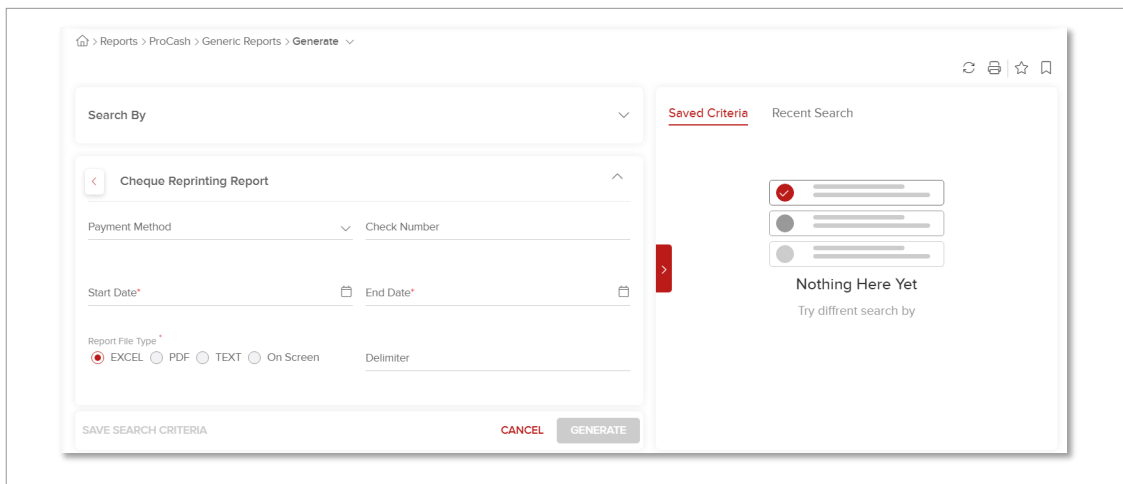 > Reports > ProCash > Generic Reports > Generate
Search By
Cheque Reprinting Report
Payment Method
Check Number
Start Date*
End Date*
Report File Type *
EXCEL PDF TEXT On Screen
Delimiter
SAVE SEARCH CRITERIA
CANCEL
GENERATE
Saved Criteria
Recent Search
Nothing Here Yet
Try diffrent search by